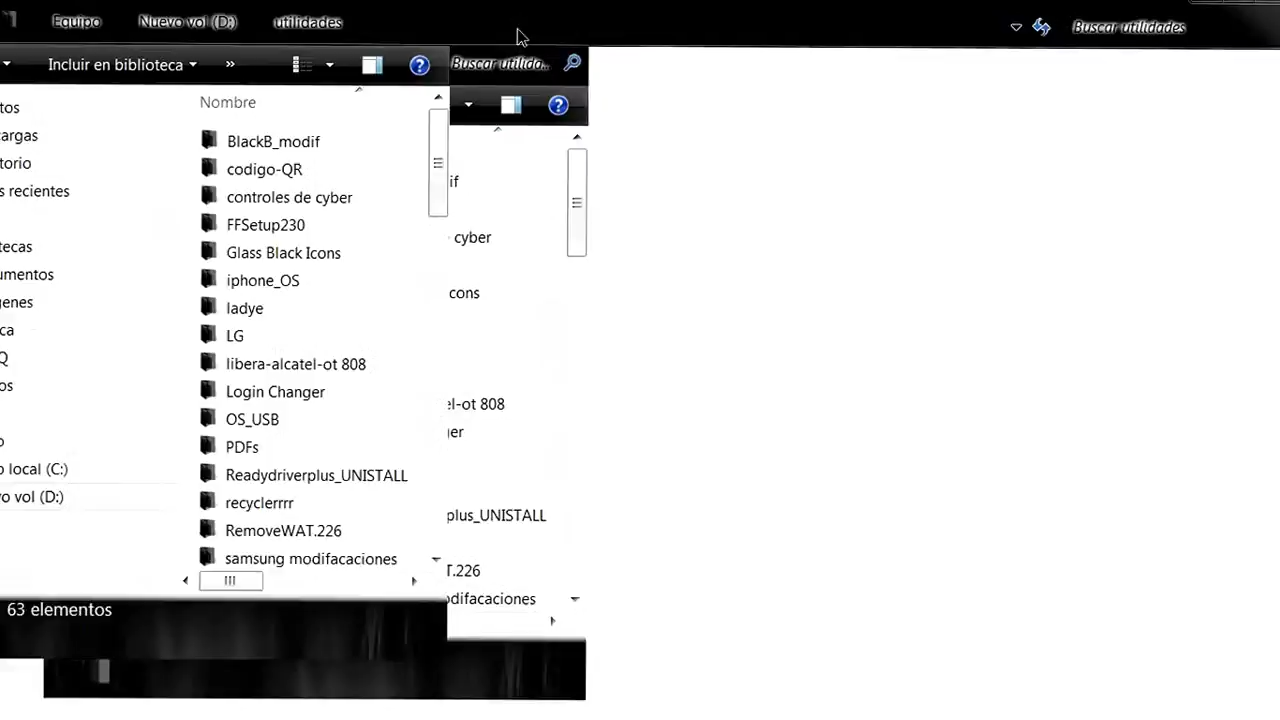 Equipo Nuevo vol (D:) utilidades Buscar utilidades
Incluir en biblioteca » Buscar utilida...
Nombre
tos
argas
torio
s recientes
tecas
umentos
genes
ca
Q
os
o
o local (C:)
vo vol (D:)
BlackB_modif
codigo-QR
controles de cyber
FFSetup230
Glass Black Icons
iphone_OS
ladye
LG
libera-alcatel-ot 808
Login Changer
OS_USB
PDFs
Readydriverplus_UNISTALL
recyclerrrr
RemoveWAT.226
samsung modifacaciones
if
cyber
cons
el-ot 808
ger
plus_UNISTALL
T.226
odifacaciones
63 elementos